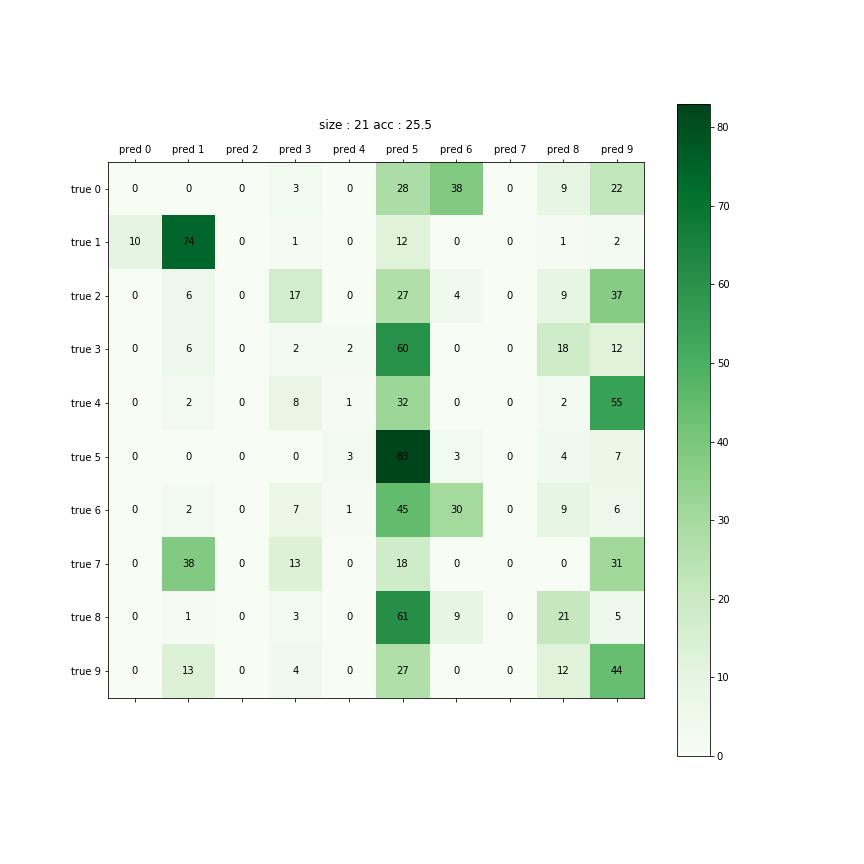 size : 21 acc : 25.5
pred 0 pred 1 pred 2 pred 3 pred 4 pred 5 pred 6 pred 7 pred 8 pred 9
true 0 0 0 0 3 0 28 38 0 9 22
true 1 10 74 0 1 0 12 0 0 1 2
true 2 0 6 0 17 0 27 4 0 9 37
true 3 0 6 0 2 2 60 0 0 18 12
true 4 0 2 0 8 1 32 0 0 2 55
true 5 0 0 0 0 3 83 3 0 4 7
true 6 0 2 0 7 1 45 30 0 9 6
true 7 0 38 0 13 0 18 0 0 0 31
true 8 0 1 0 3 0 61 9 0 21 5
true 9 0 13 0 4 0 27 0 0 12 44
80
70
60
50
40
30
20
10
0